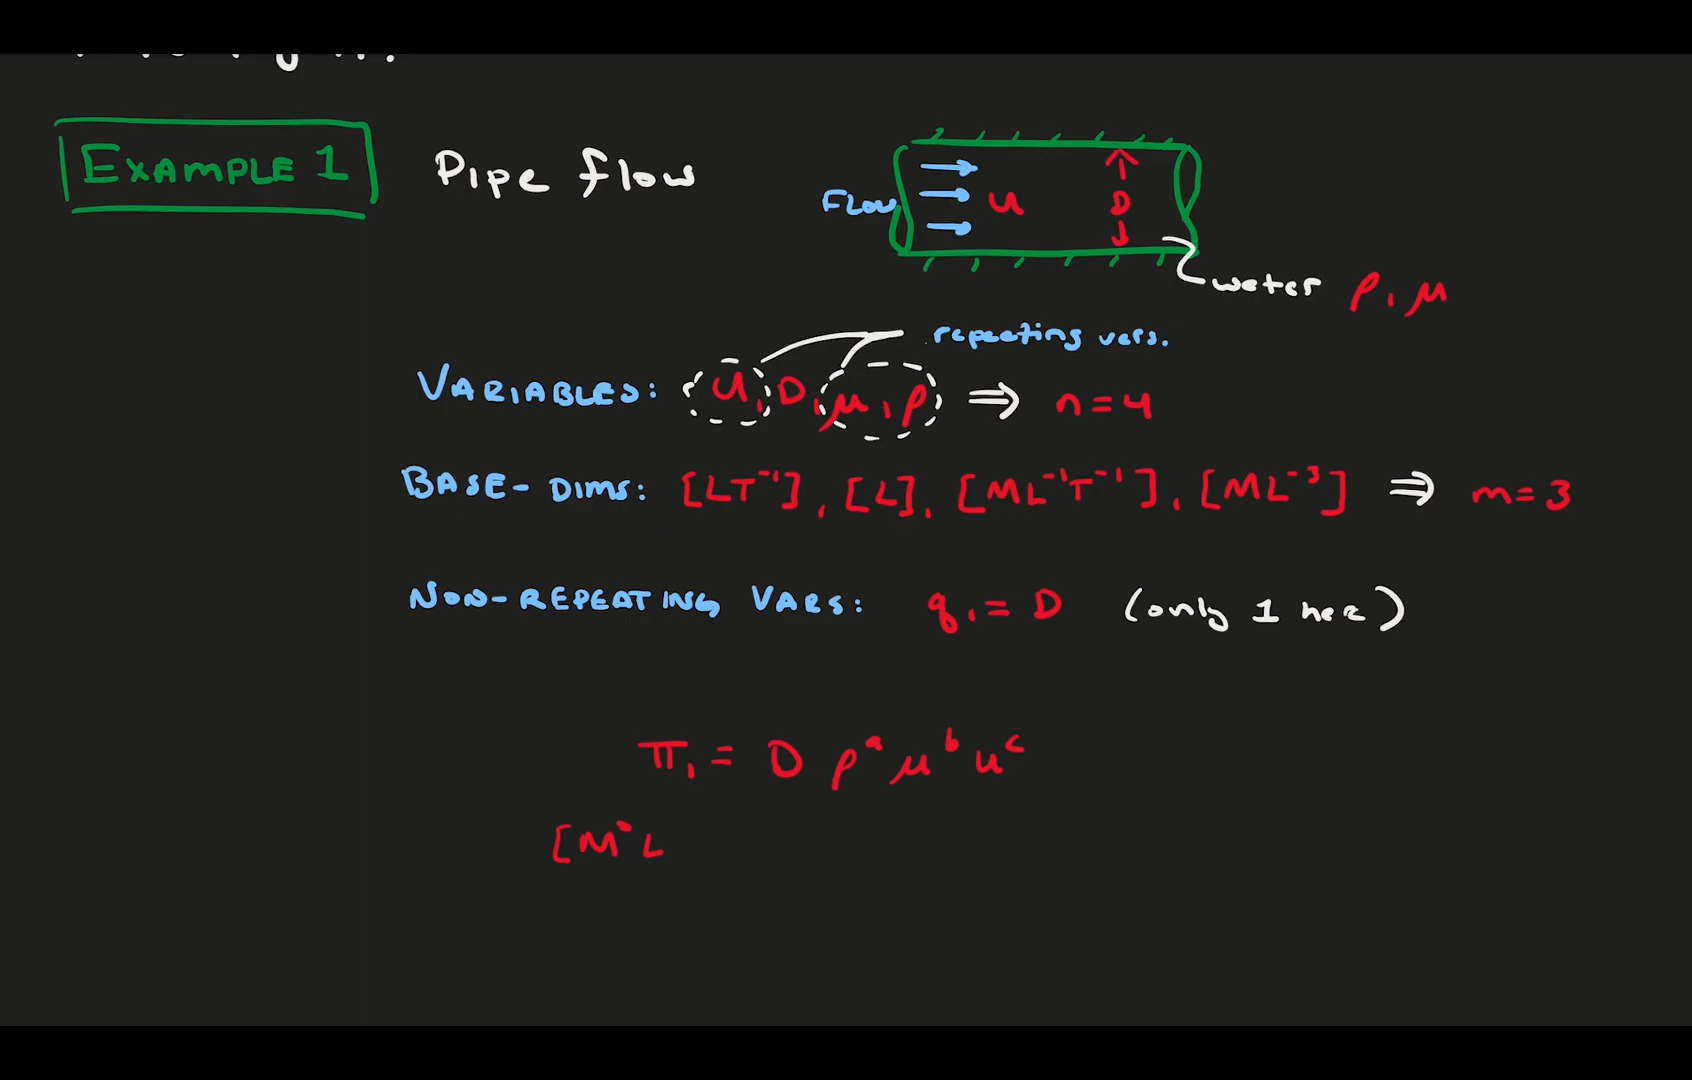 EXAMPLE 1 Pipe flow
FLOW u D
water ρ, μ
repeating vars.
VARIABLES: u, D, μ, ρ ⇒ n = 4
BASE-DIMS: [LT⁻¹], [L], [ML⁻¹T⁻¹], [ML⁻³] ⇒ m = 3
NON-REPEATING VARS: q₁ = D (only 1 here)
π₁ = D ρᵃ μᵇ uᶜ
[M⁰ L